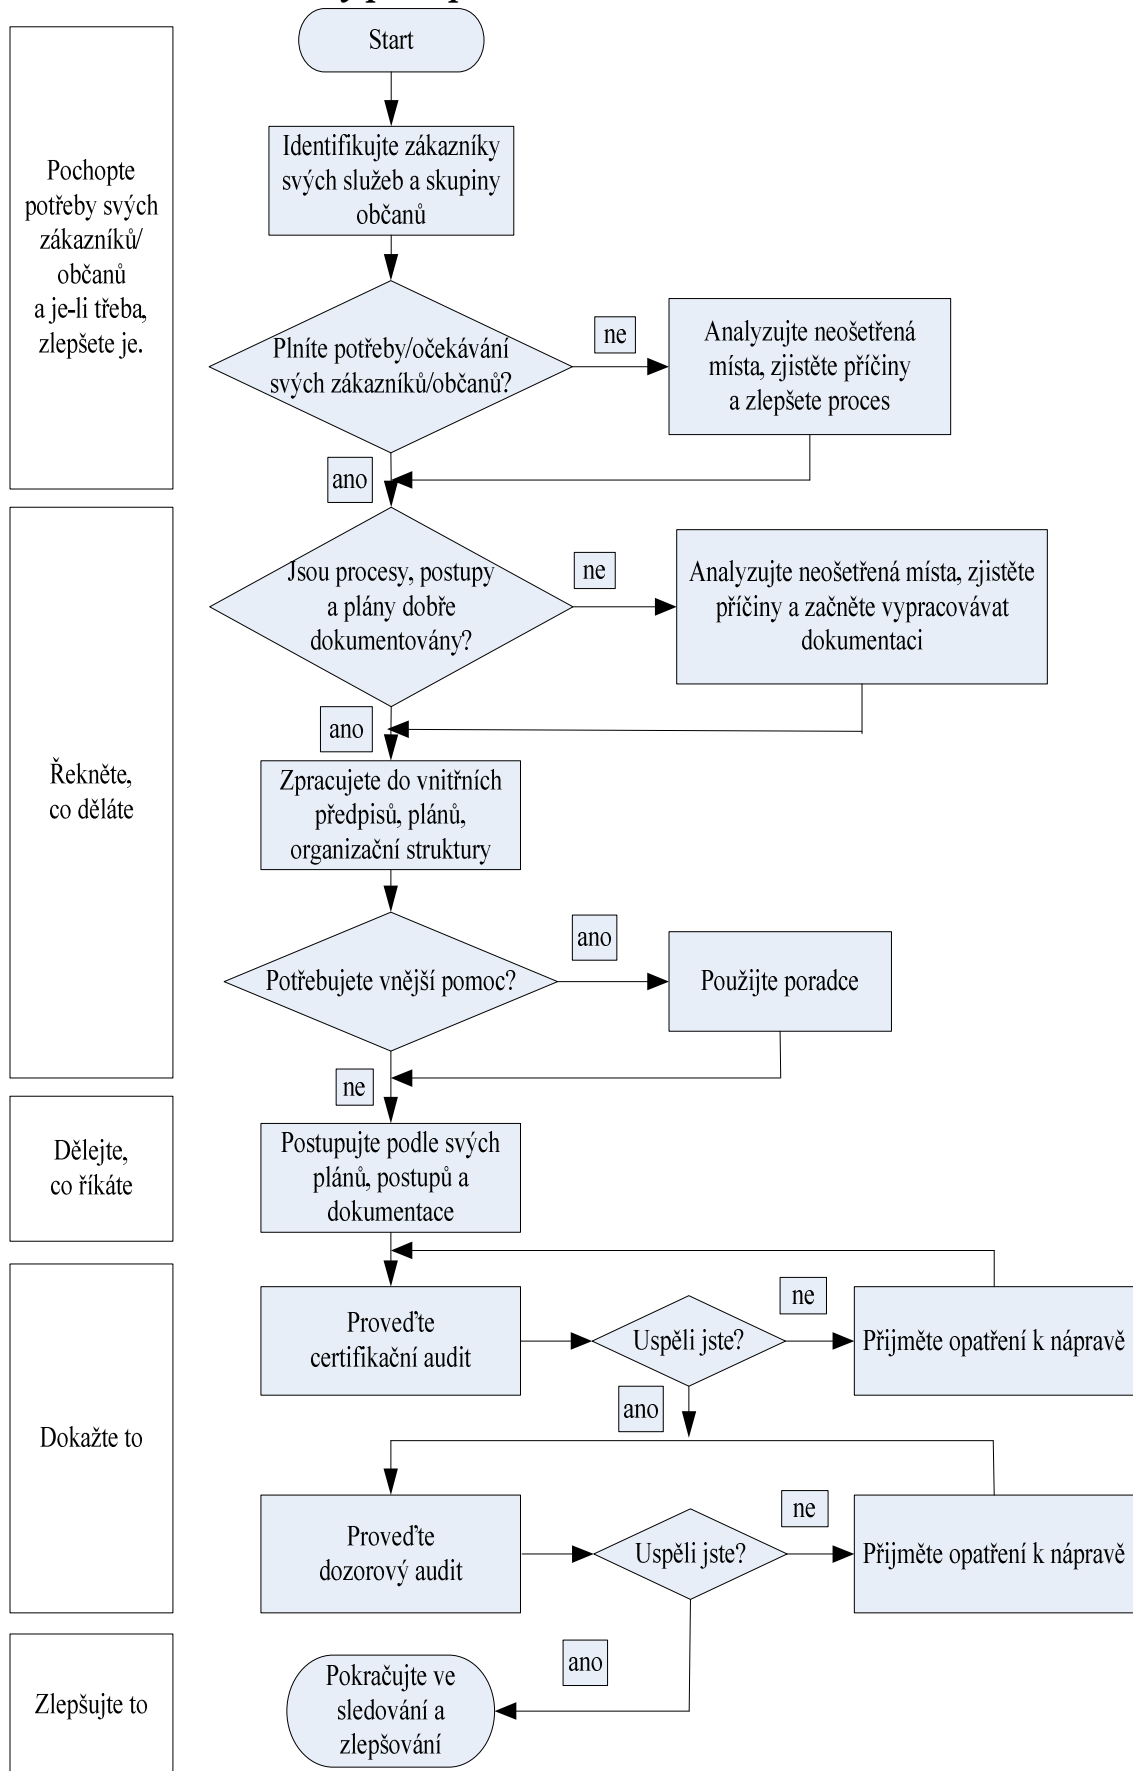 Start
Pochopte
potřeby svých
zákazníků/
občanů
a je-li třeba,
zlepšete je.
Identifikujte zákazníky
svých služeb a skupiny
občanů
Plníte potřeby/očekávání
svých zákazníků/občanů?
ne
Analyzujte neošetřená
místa, zjistěte příčiny
a zlepšete proces
ano
Řekněte,
co děláte
Jsou procesy, postupy
a plány dobře
dokumentovány?
ne
Analyzujte neošetřená místa, zjistěte
příčiny a začněte vypracovávat
dokumentaci
ano
Zpracujete do vnitřních
předpisů, plánů,
organizační struktury
Potřebujete vnější pomoc?
ano
Použijte poradce
ne
Dělejte,
co říkáte
Postupujte podle svých
plánů, postupů a
dokumentace
Dokažte to
Proveďte
certifikační audit
Uspěli jste?
ne
Přijměte opatření k nápravě
ano
Proveďte
dozorový audit
Uspěli jste?
ne
Přijměte opatření k nápravě
ano
Zlepšujte to
Pokračujte ve
sledování a
zlepšování